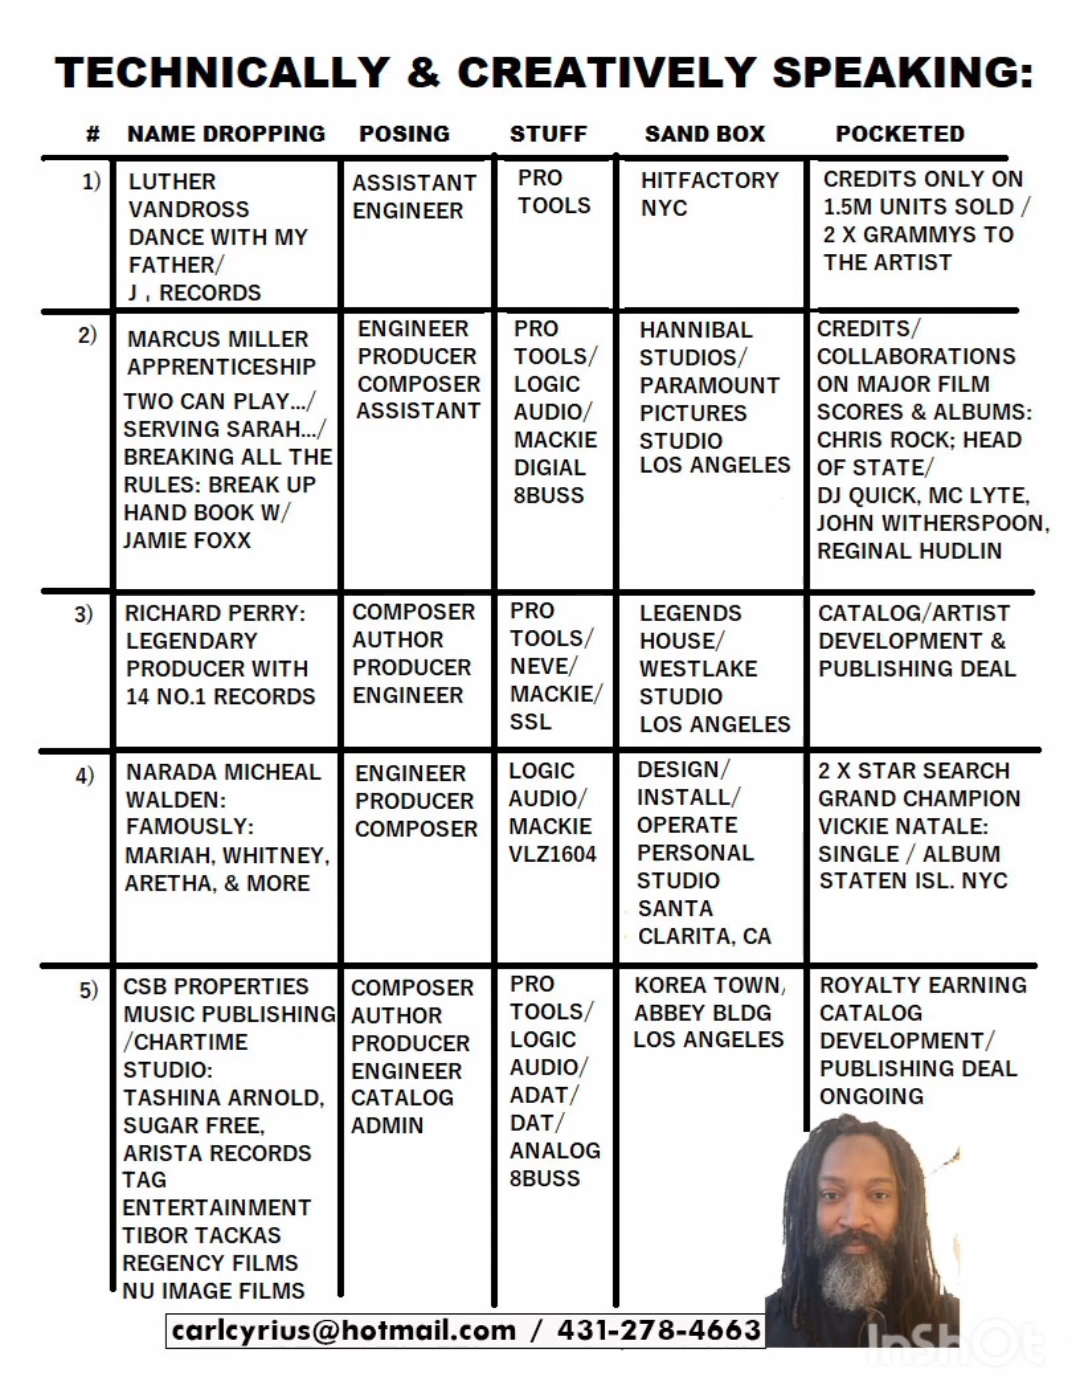 TECHNICALLY & CREATIVELY SPEAKING:
# NAME DROPPING POSING STUFF SAND BOX POCKETED
1)
LUTHER
VANDROSS
DANCE WITH MY
FATHER/
J , RECORDS
ASSISTANT
ENGINEER
PRO
TOOLS
HITFACTORY
NYC
CREDITS ONLY ON
1.5M UNITS SOLD /
2 X GRAMMYS TO
THE ARTIST
2)
MARCUS MILLER
APPRENTICESHIP
TWO CAN PLAY.../
SERVING SARAH.../
BREAKING ALL THE
RULES: BREAK UP
HAND BOOK W/
JAMIE FOXX
ENGINEER
PRODUCER
COMPOSER
ASSISTANT
PRO
TOOLS/
LOGIC
AUDIO/
MACKIE
DIGIAL
8BUSS
HANNIBAL
STUDIOS/
PARAMOUNT
PICTURES
STUDIO
LOS ANGELES
CREDITS/
COLLABORATIONS
ON MAJOR FILM
SCORES & ALBUMS:
CHRIS ROCK; HEAD
OF STATE/
DJ QUICK, MC LYTE,
JOHN WITHERSPOON,
REGINAL HUDLIN
3)
RICHARD PERRY:
LEGENDARY
PRODUCER WITH
14 NO.1 RECORDS
COMPOSER
AUTHOR
PRODUCER
ENGINEER
PRO
TOOLS/
NEVE/
MACKIE/
SSL
LEGENDS
HOUSE/
WESTLAKE
STUDIO
LOS ANGELES
CATALOG/ARTIST
DEVELOPMENT &
PUBLISHING DEAL
4)
NARADA MICHEAL
WALDEN:
FAMOUSLY:
MARIAH, WHITNEY,
ARETHA, & MORE
ENGINEER
PRODUCER
COMPOSER
LOGIC
AUDIO/
MACKIE
VLZ1604
DESIGN/
INSTALL/
OPERATE
PERSONAL
STUDIO
SANTA
CLARITA, CA
2 X STAR SEARCH
GRAND CHAMPION
VICKIE NATALE:
SINGLE / ALBUM
STATEN ISL. NYC
5)
CSB PROPERTIES
MUSIC PUBLISHING
/CHARTIME
STUDIO:
TASHINA ARNOLD,
SUGAR FREE,
ARISTA RECORDS
TAG
ENTERTAINMENT
TIBOR TACKAS
REGENCY FILMS
NU IMAGE FILMS
COMPOSER
AUTHOR
PRODUCER
ENGINEER
CATALOG
ADMIN
PRO
TOOLS/
LOGIC
AUDIO/
ADAT/
DAT/
ANALOG
8BUSS
KOREA TOWN,
ABBEY BLDG
LOS ANGELES
ROYALTY EARNING
CATALOG
DEVELOPMENT/
PUBLISHING DEAL
ONGOING
carlcyrius@hotmail.com / 431-278-4663
InShOt